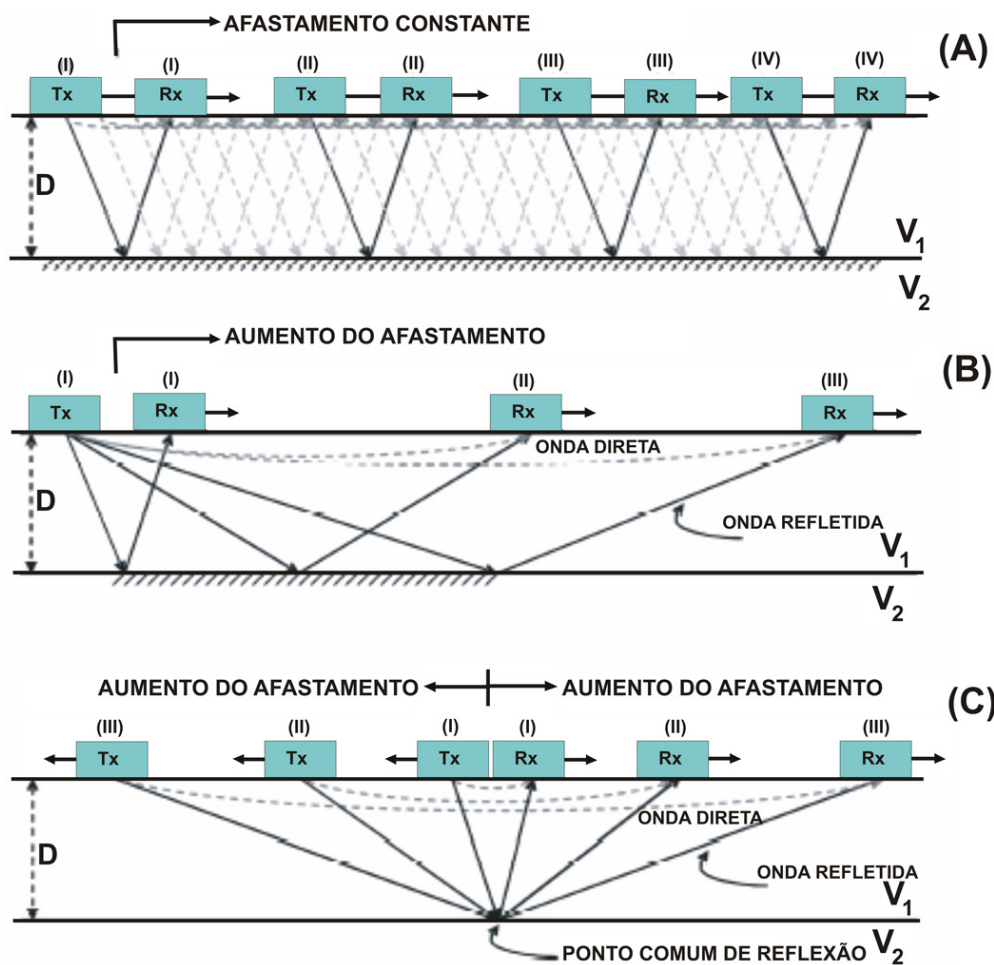 AFASTAMENTO CONSTANTE
(A)
(I) (I) (II) (II) (III) (III) (IV) (IV)
Tx Rx Tx Rx Tx Rx Tx Rx
D
V1
V2
AUMENTO DO AFASTAMENTO
(B)
(I) (I) (II) (III)
Tx Rx Rx Rx
ONDA DIRETA
D
ONDA REFLETIDA
V1
V2
AUMENTO DO AFASTAMENTO AUMENTO DO AFASTAMENTO
(C)
(III) (II) (I) (I) (II) (III)
Tx Tx Tx Rx Rx Rx
ONDA DIRETA
D
ONDA REFLETIDA
V1
PONTO COMUM DE REFLEXÃO V2